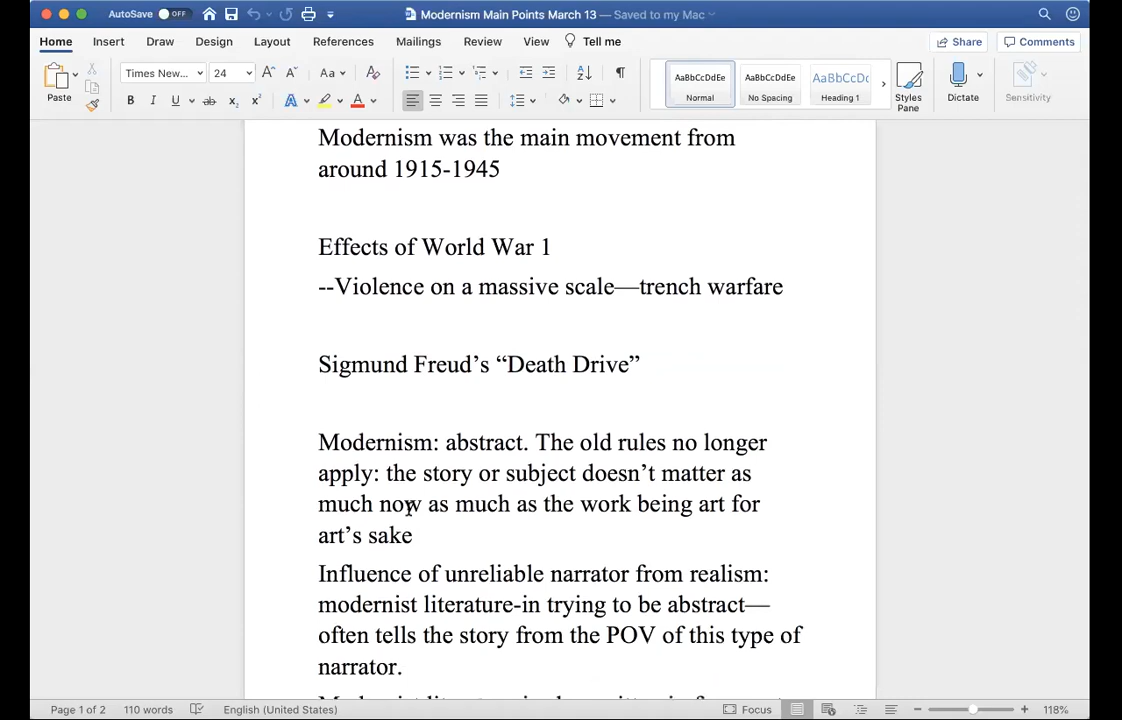 AutoSave OFF Modernism Main Points March 13 — Saved to my Mac
Home Insert Draw Design Layout References Mailings Review View Tell me Share Comments
Times New... 24 Aa
Paste
AaBbCcDdEe AaBbCcDdEe AaBbCcDc
Normal No Spacing Heading 1 Styles Pane Dictate Sensitivity
Modernism was the main movement from
around 1915-1945
Effects of World War 1
--Violence on a massive scale—trench warfare
Sigmund Freud’s “Death Drive”
Modernism: abstract. The old rules no longer
apply: the story or subject doesn’t matter as
much now as much as the work being art for
art’s sake
Influence of unreliable narrator from realism:
modernist literature-in trying to be abstract—
often tells the story from the POV of this type of
narrator.
Page 1 of 2 110 words English (United States) Focus 118%